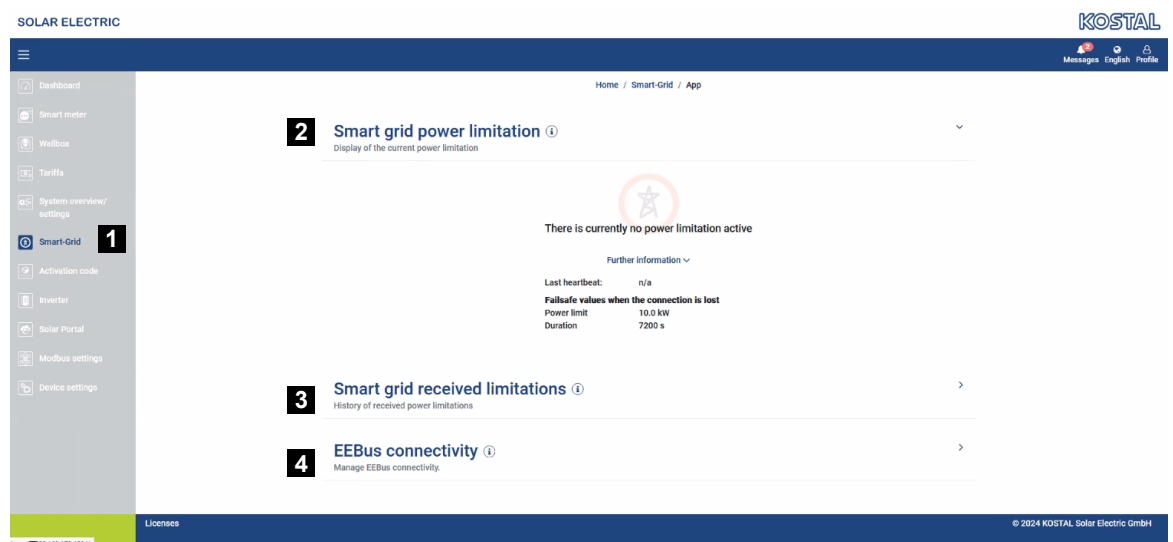 SOLAR ELECTRIC
KOSTAL
2
Messages English Profile
Dashboard
Home / Smart-Grid / App
Smart meter
2 Smart grid power limitation
Display of the current power limitation
Wallbox
Tariffa
System overview/
settings
There is currently no power limitation active
1
Smart-Grid
Further information
Activation code
Last heartbeat: n/a
Failsafe values when the connection is lost
Inverter
Power limit 10.0 kW
Duration 7200 s
Solar Portal
Modbus settings
Device settings
3 Smart grid received limitations
History of received power limitations
4 EEBus connectivity
Manage EEBus connectivity.
Licenses
© 2024 KOSTAL Solar Electric GmbH